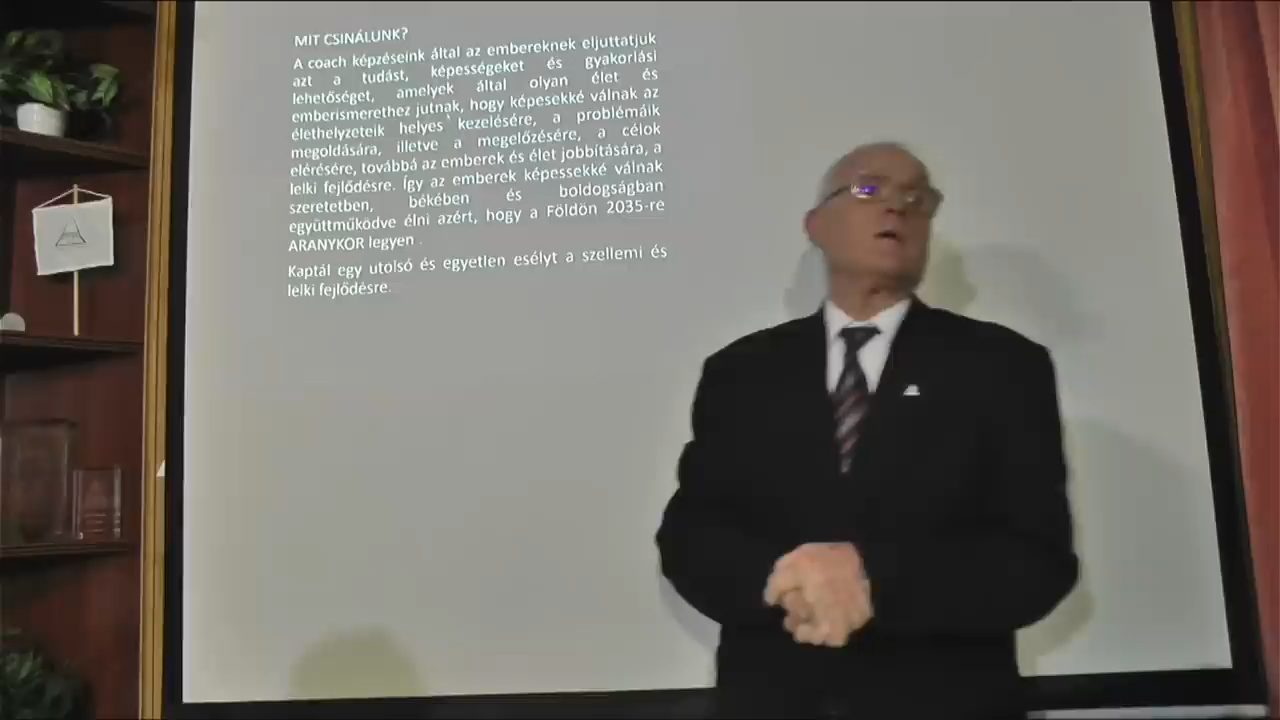 MIT CSINÁLUNK?
A coach képzéseink által az embereknek eljuttatjuk
azt a tudást, képességeket és gyakorlási
lehetőséget, amelyek által olyan élet és
emberismerethez jutnak, hogy képesekké válnak az
élethelyzeteik helyes kezelésére, a problémáik
megoldására, illetve a megelőzésére, a célok
elérésére, továbbá az emberek és élet jobbítására, a
lelki fejlődésre. Így az emberek képessekké válnak
szeretetben, békében és boldogságban
együttműködve élni azért, hogy a Földön 2035-re
ARANYKOR legyen .
Kaptál egy utolsó és egyetlen esélyt a szellemi és
lelki fejlődésre.